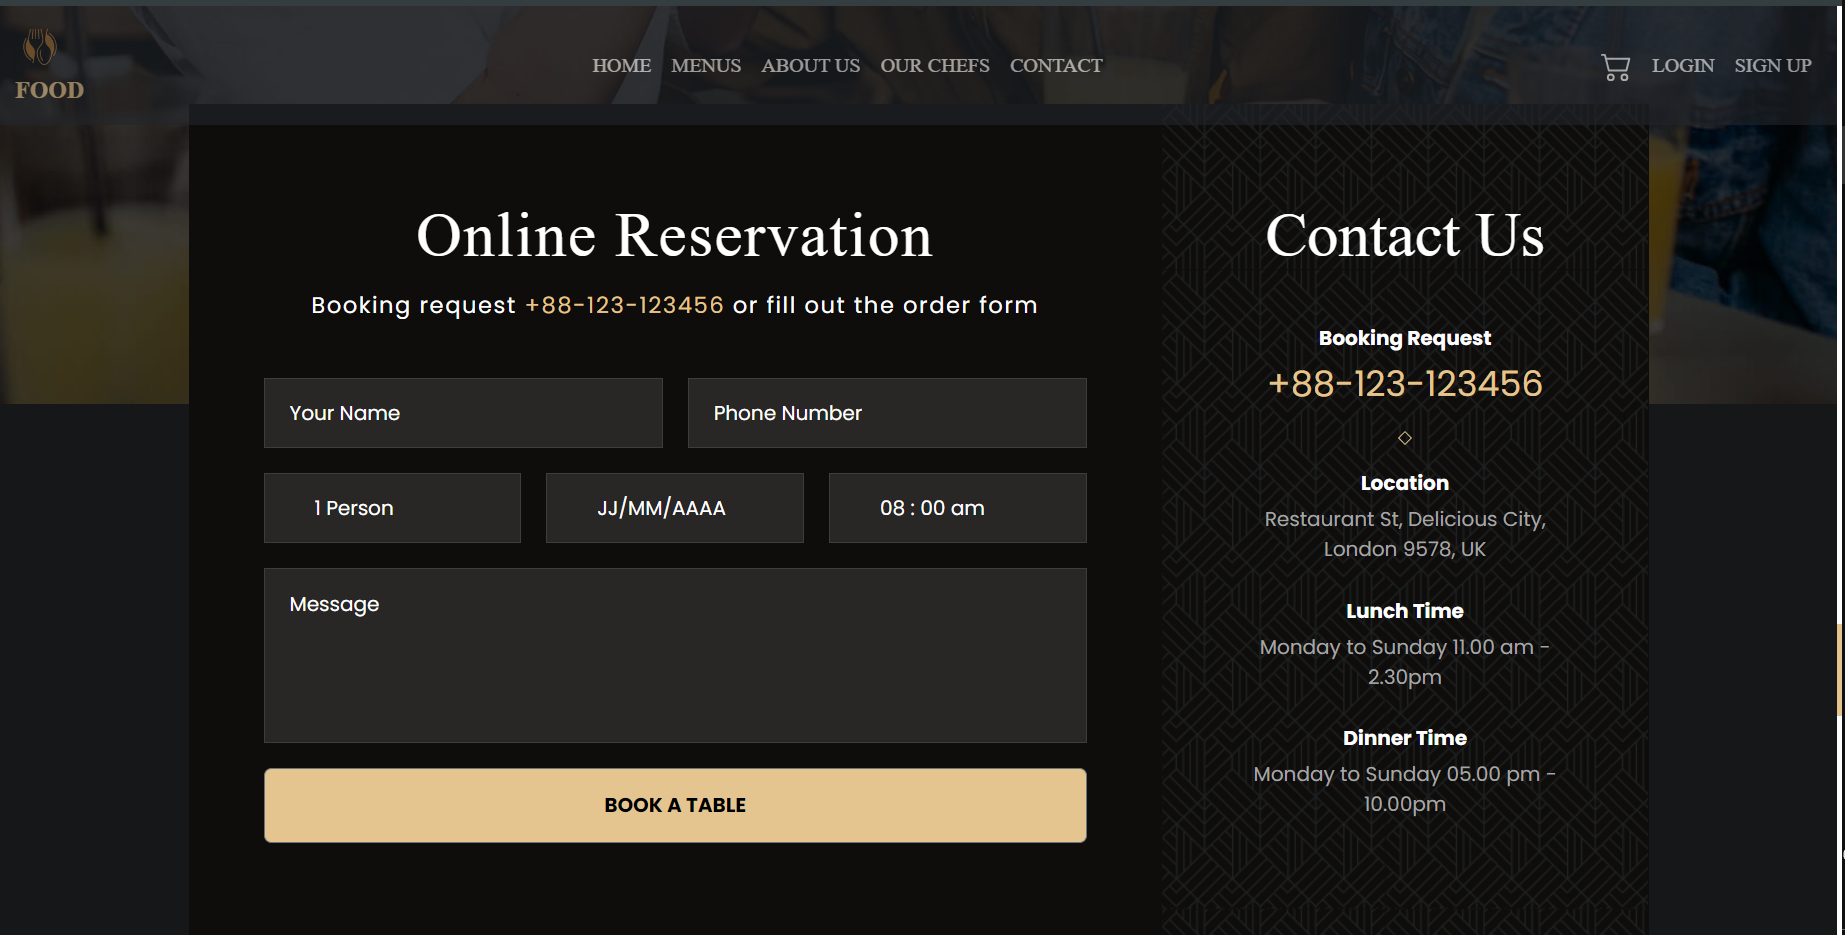 FOOD
HOME MENUS ABOUT US OUR CHEFS CONTACT
LOGIN SIGN UP
Online Reservation
Booking request +88-123-123456 or fill out the order form
Your Name
Phone Number
1 Person
JJ/MM/AAAA
08 : 00 am
Message
BOOK A TABLE
Contact Us
Booking Request
+88-123-123456
Location
Restaurant St, Delicious City,
London 9578, UK
Lunch Time
Monday to Sunday 11.00 am -
2.30pm
Dinner Time
Monday to Sunday 05.00 pm -
10.00pm